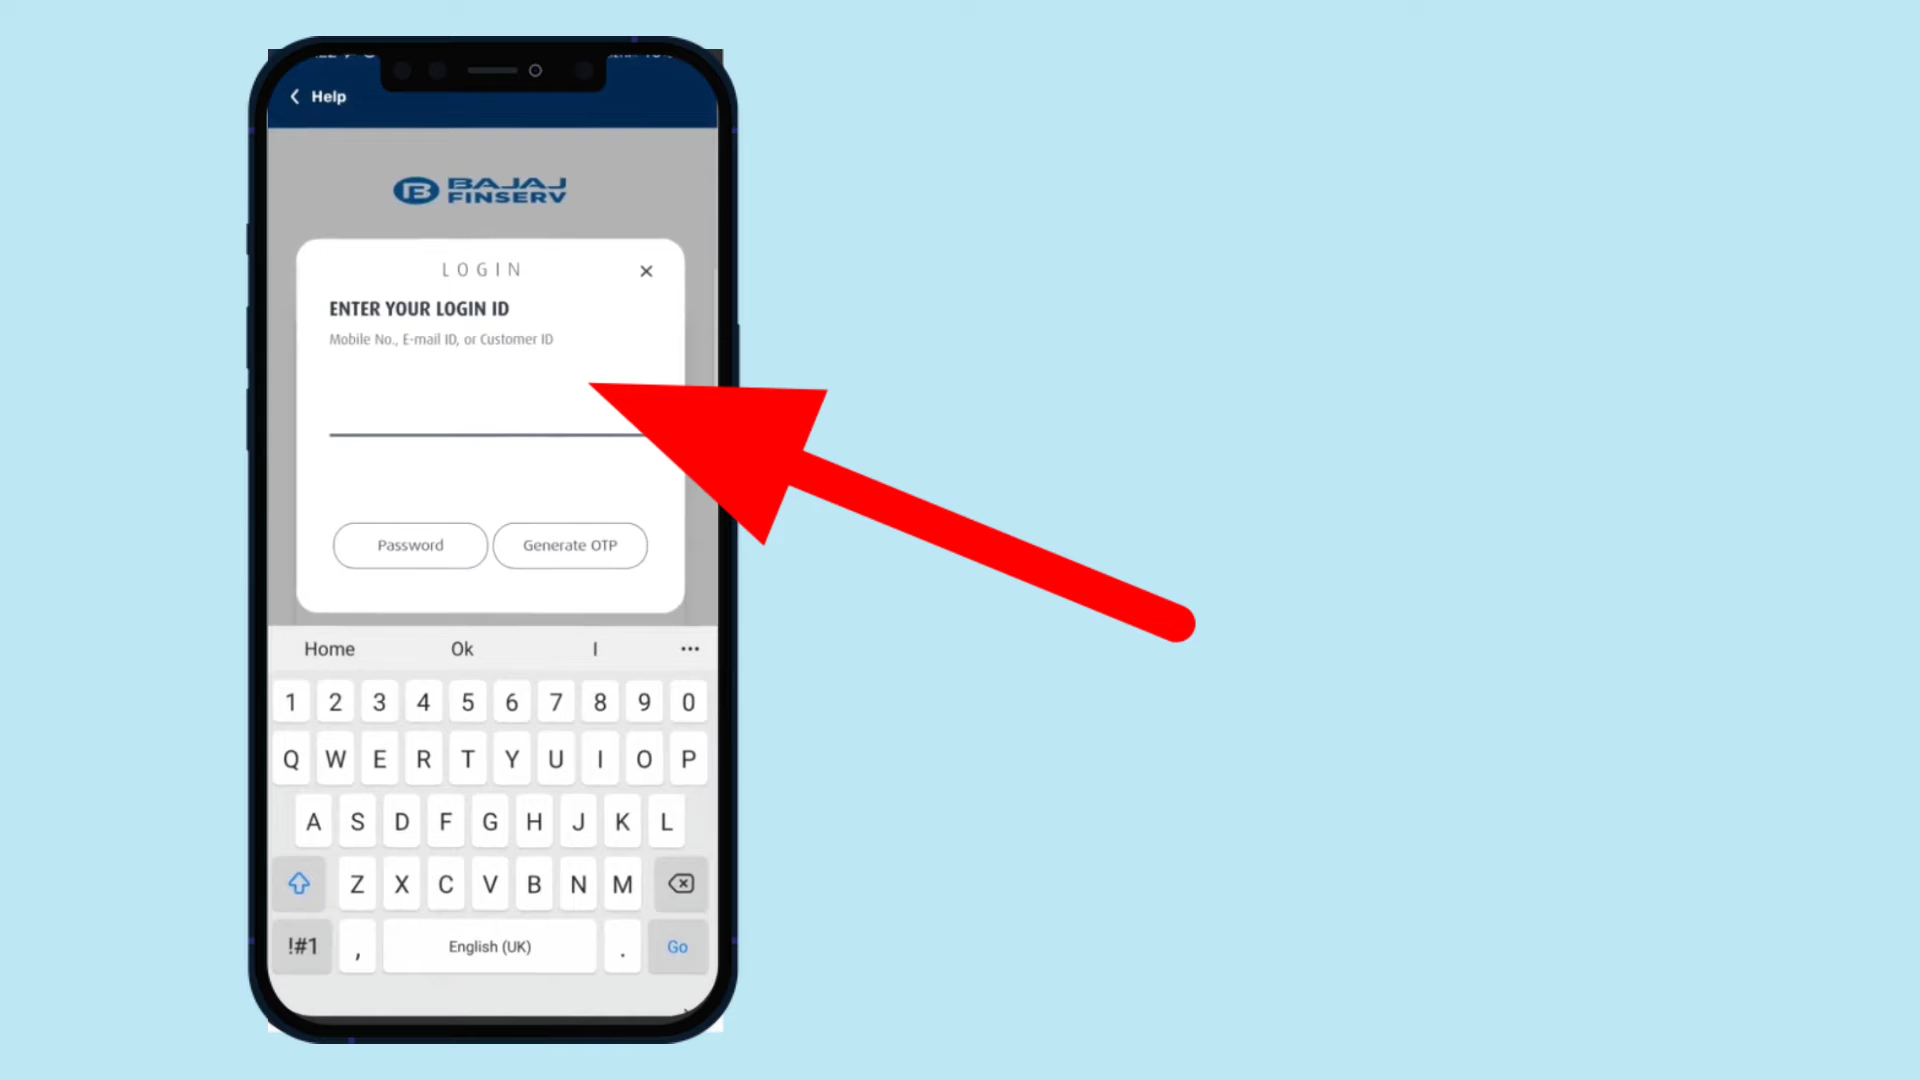 Help
BAJAJ
FINSERV
LOGIN
ENTER YOUR LOGIN ID
Mobile No., E-mail ID, or Customer ID
Password
Generate OTP
Home Ok I
1 2 3 4 5 6 7 8 9 0
Q W E R T Y U I O P
A S D F G H J K L
Z X C V B N M
!#1 , English (UK) . Go